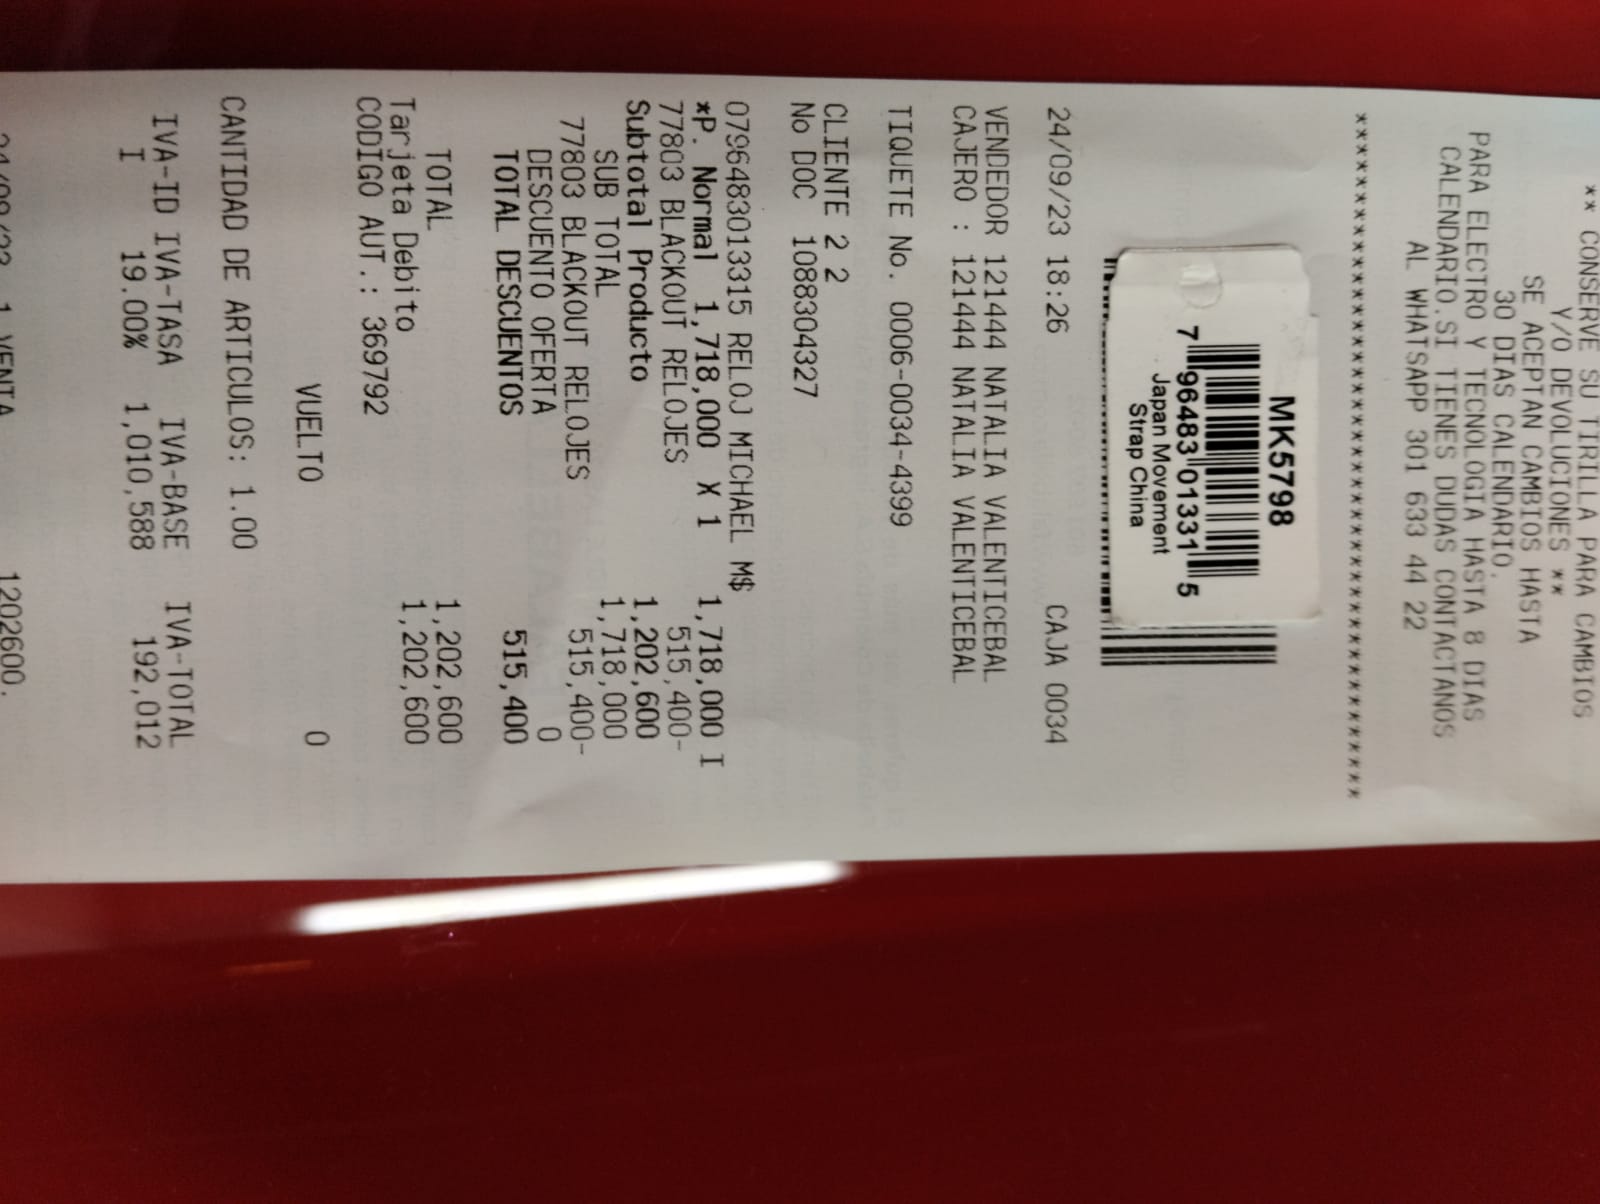 ** CONSERVE SU TIRILLA PARA CAMBIOS
Y/O DEVOLUCIONES **
SE ACEPTAN CAMBIOS HASTA
30 DIAS CALENDARIO.
PARA ELECTRO Y TECNOLOGIA HASTA 8 DIAS
CALENDARIO.SI TIENES DUDAS CONTACTANOS
AL WHATSAPP 301 633 44 22
****************************************
MK5798
7 96483 01331 5
Japan Movement
Strap China
24/09/23 18:26 CAJA 0034
VENDEDOR 121444 NATALIA VALENTICEBAL
CAJERO : 121444 NATALIA VALENTICEBAL
TIQUETE No. 0006-0034-4399
CLIENTE 2 2
No DOC 1088304327
0796483013315 RELOJ MICHAEL M$
*P. Normal 1,718,000 X 1 1,718,000 I
77803 BLACKOUT RELOJES 515,400-
Subtotal Producto 1,202,600
SUB TOTAL 1,718,000
77803 BLACKOUT RELOJES 515,400-
DESCUENTO OFERTA 0
TOTAL DESCUENTOS 515,400
TOTAL 1,202,600
Tarjeta Debito 1,202,600
CODIGO AUT.: 369792
VUELTO 0
CANTIDAD DE ARTICULOS: 1.00
IVA-ID IVA-TASA IVA-BASE IVA-TOTAL
I 19.00% 1,010,588 192,012
1 VENTA 1202600.